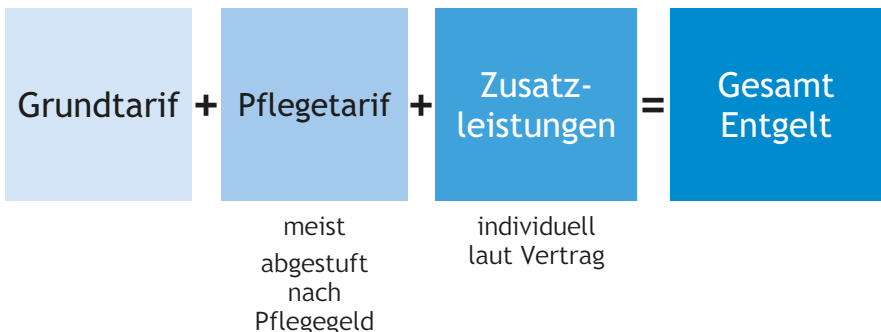 Grundtarif + Pflegetarif + Zusatz-
leistungen = Gesamt
Entgelt
meist
abgestuft
nach
Pflegegeld
individuell
laut Vertrag